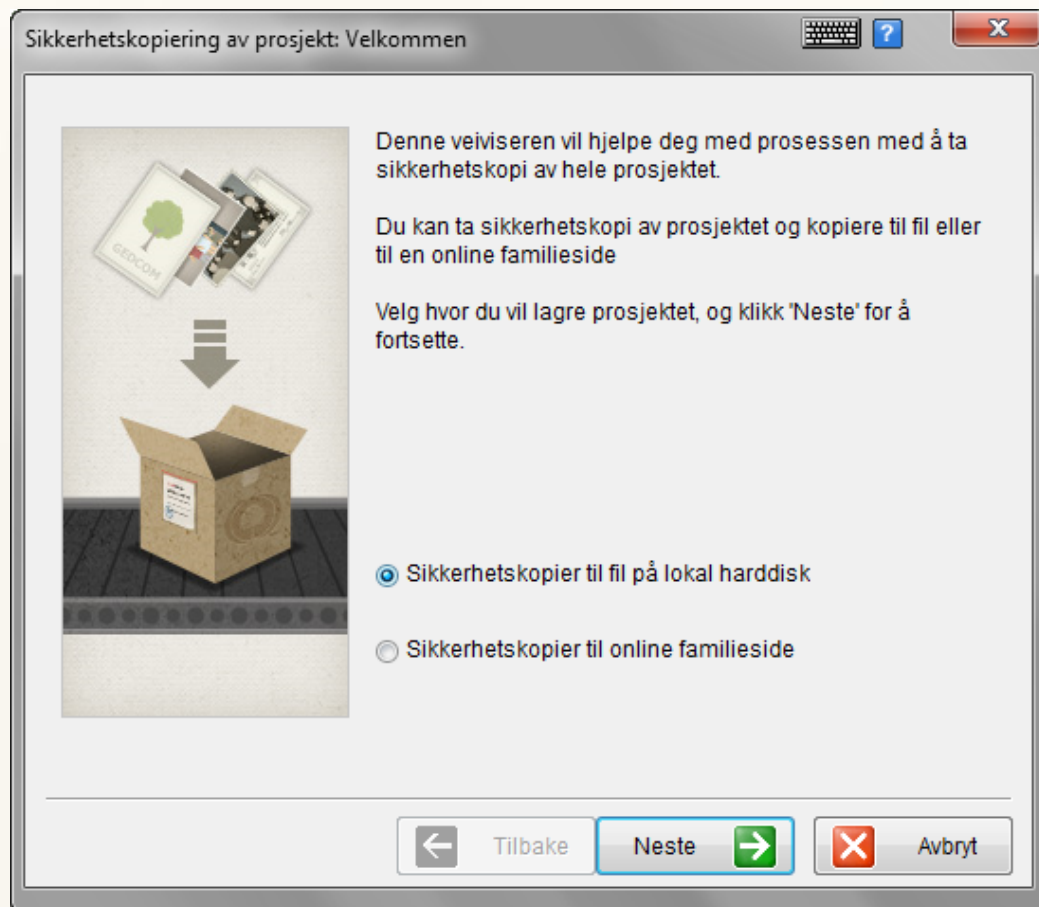 Sikkerhetskopiering av prosjekt: Velkommen
?
X
Denne veiviseren vil hjelpe deg med prosessen med å ta
sikkerhetskopi av hele prosjektet.
Du kan ta sikkerhetskopi av prosjektet og kopiere til fil eller
til en online familieside
Velg hvor du vil lagre prosjektet, og klikk 'Neste' for å
fortsette.
GEDCOM
Sikkerhetskopier til fil på lokal harddisk
Sikkerhetskopier til online familieside
Tilbake
Neste
Avbryt